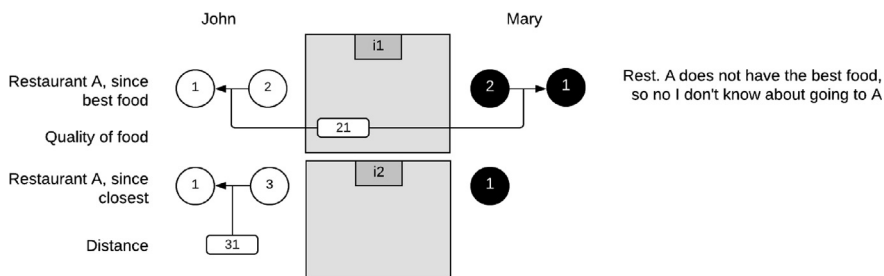 John
Mary
i1
Restaurant A, since
best food
1
2
2
1
Rest. A does not have the best food,
so no I don't know about going to A
Quality of food
21
Restaurant A, since
closest
1
3
i2
1
Distance
31